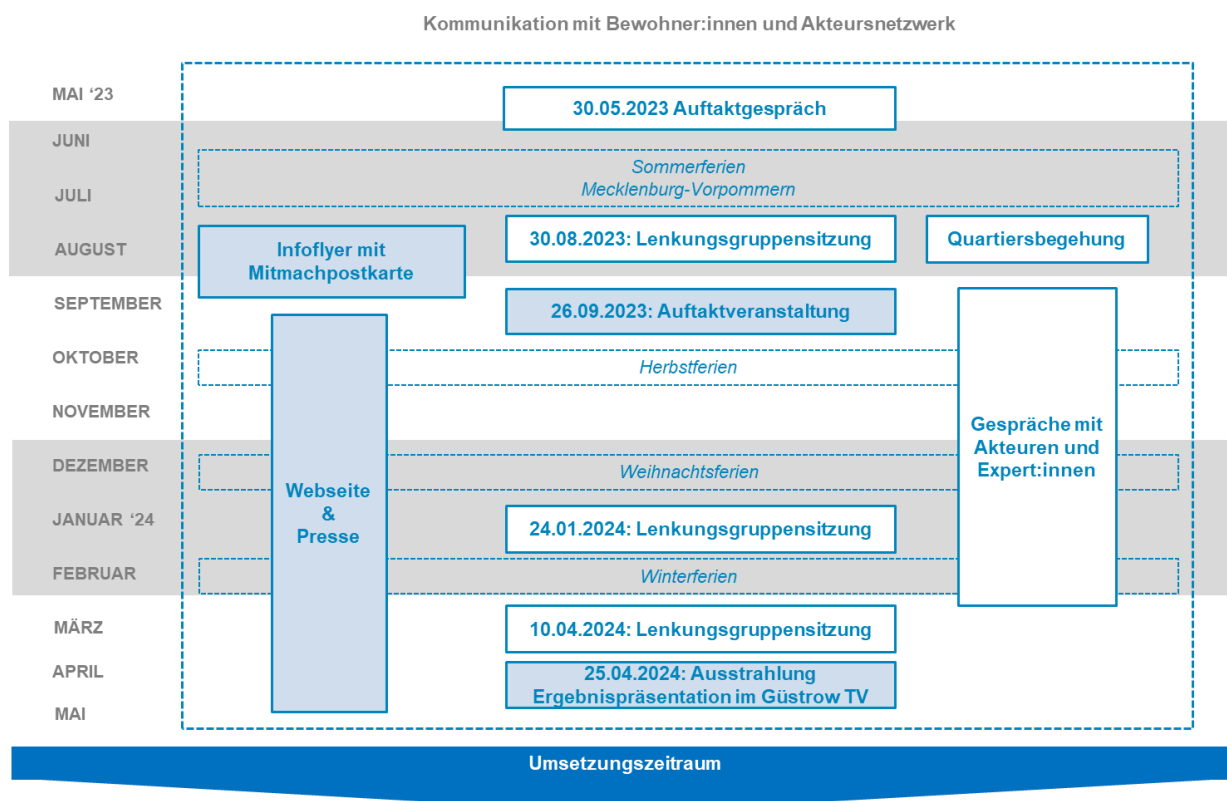 Kommunikation mit Bewohner:innen und Akteursnetzwerk
MAI ‘23
30.05.2023 Auftaktgespräch
JUNI
Sommerferien
Mecklenburg-Vorpommern
JULI
AUGUST
Infoflyer mit
Mitmachpostkarte
30.08.2023: Lenkungsgruppensitzung
Quartiersbegehung
SEPTEMBER
26.09.2023: Auftaktveranstaltung
OKTOBER
Herbstferien
NOVEMBER
Gespräche mit
Akteuren und
Expert:innen
DEZEMBER
Weihnachtsferien
Webseite
&
Presse
JANUAR ‘24
24.01.2024: Lenkungsgruppensitzung
FEBRUAR
Winterferien
MÄRZ
10.04.2024: Lenkungsgruppensitzung
APRIL
25.04.2024: Ausstrahlung
Ergebnispräsentation im Güstrow TV
MAI
Umsetzungszeitraum